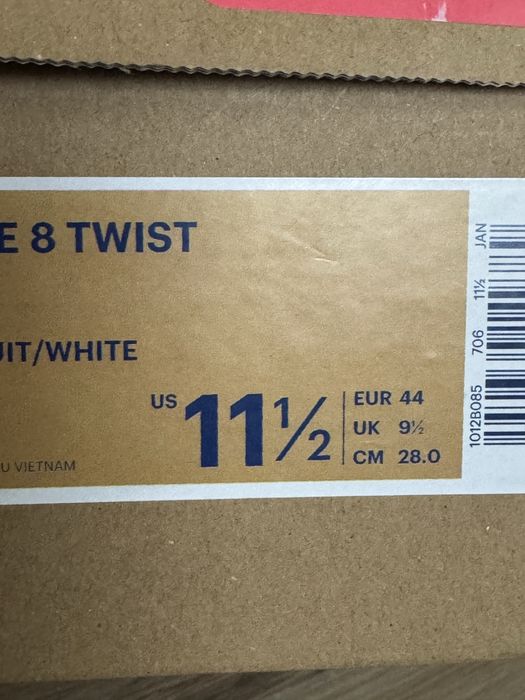 E 8 TWIST
UIT/WHITE
US 11½
EUR 44
UK 9½
CM 28.0
U VIETNAM
1012B085 706 11½ JAN